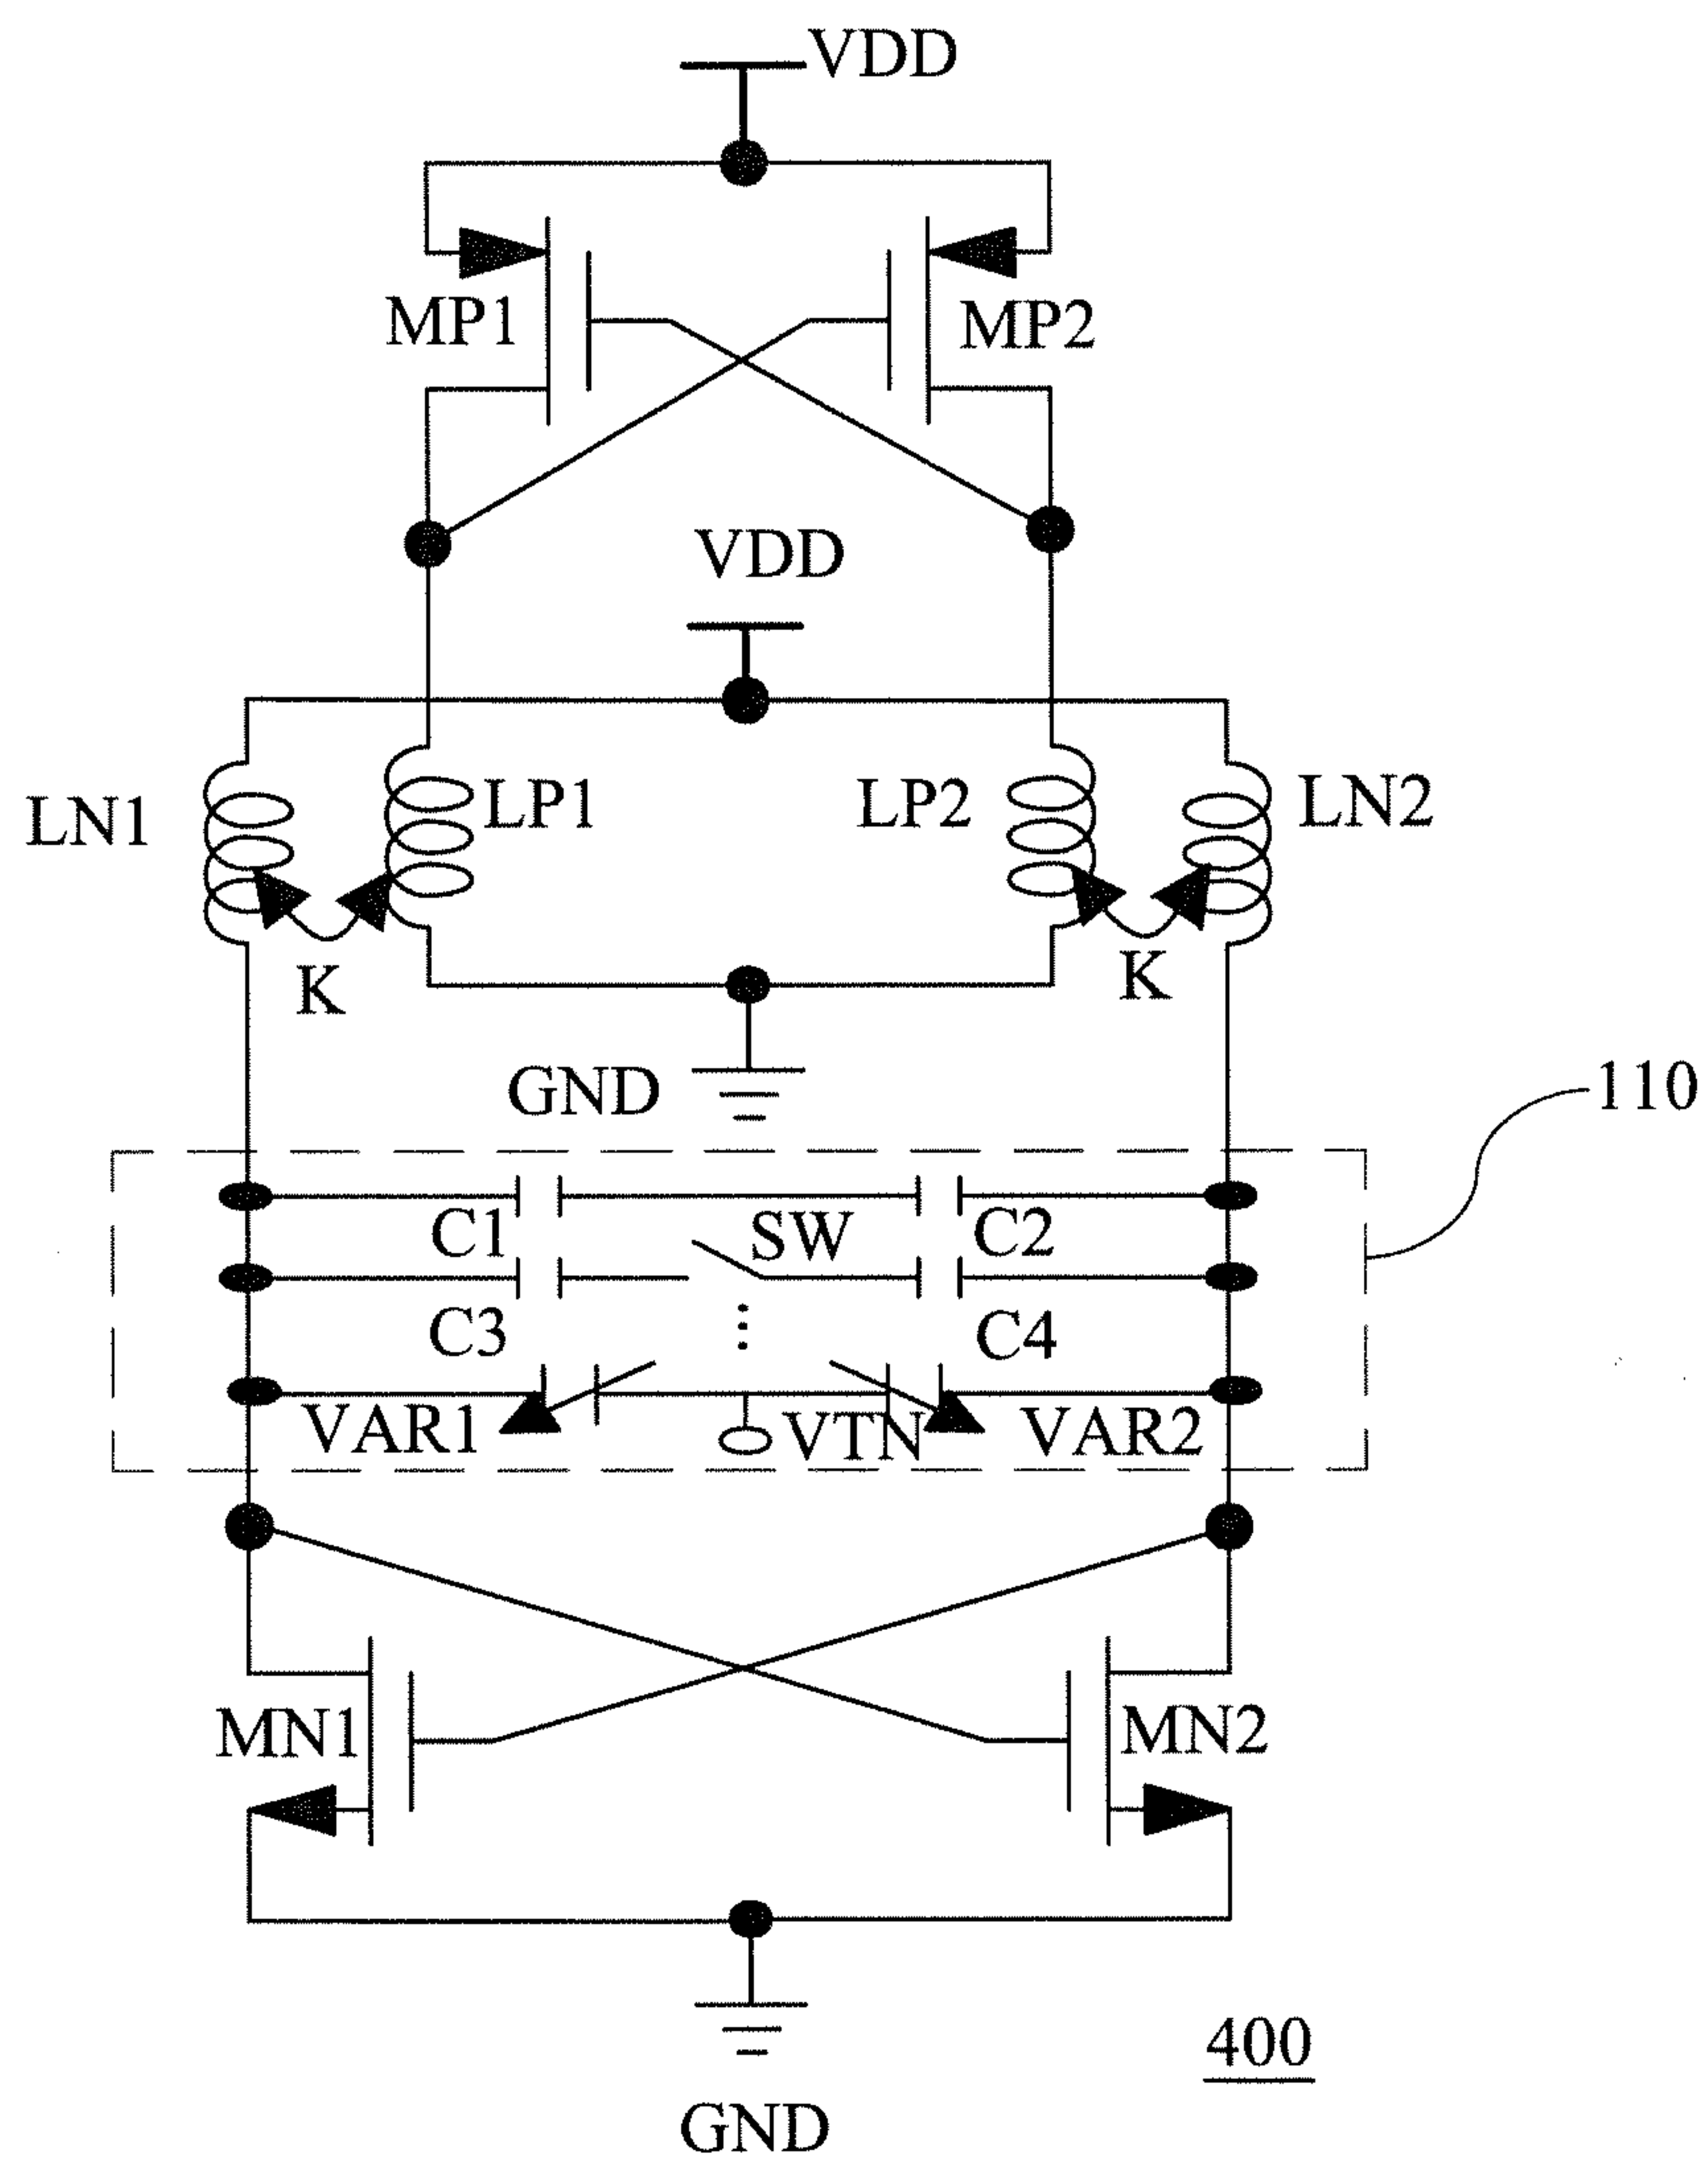 VDD
MP1
MP2
VDD
LN1
LP1
LP2
LN2
K
K
GND
110
C1
SW
C2
C3
C4
VAR1
VTN
VAR2
MN1
MN2
400
GND